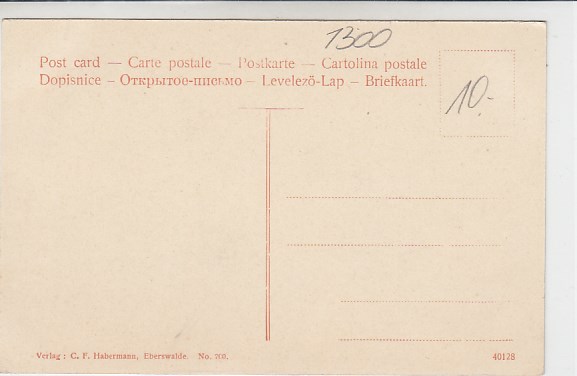 1300
Post card — Carte postale — Postkarte — Cartolina postale
Dopisnice – Открытое-письмо – Levelező-Lap – Briefkaart.
10.-
Verlag : C. F. Habermann, Eberswalde. No. 708.
40128